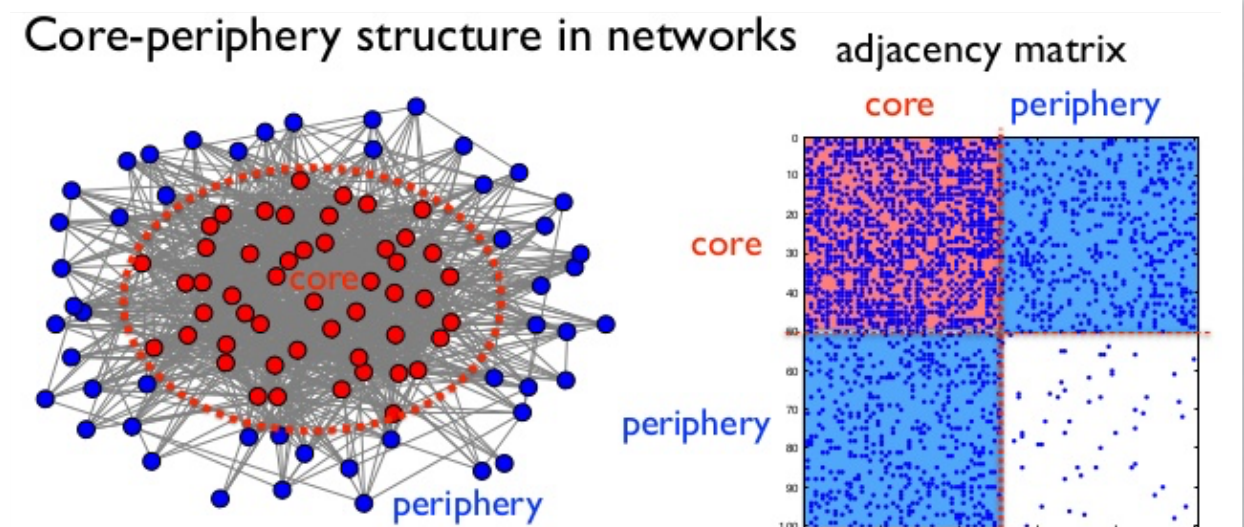 Core-periphery structure in networks
adjacency matrix
core
periphery
core
periphery
core
periphery
0
10
20
30
40
50
60
70
80
90
100